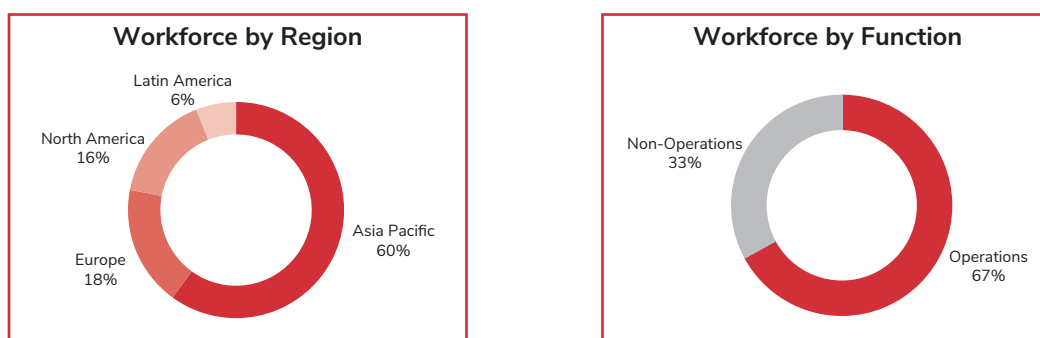 Workforce by Region
Latin America
6%
North America
16%
Asia Pacific
60%
Europe
18%
Workforce by Function
Non-Operations
33%
Operations
67%